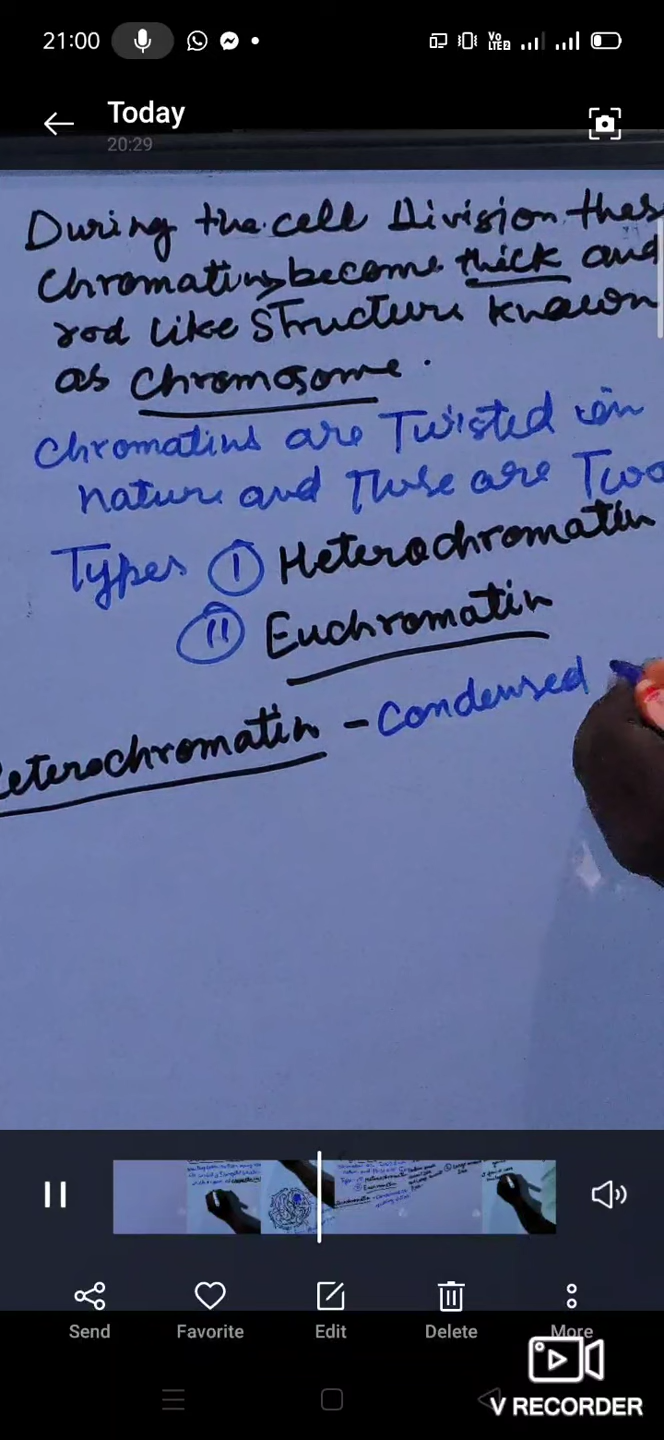 21:00
VoLTE2
Today
20:29
During the cell Division thes
Chromatins become thick and
rod like structure known
as Chromosome.
Chromatins are Twisted in
nature and These are Two
Types I Heterochromatin
II Euchromatin
eterochromatin - Condensed
Send
Favorite
Edit
Delete
More
V RECORDER